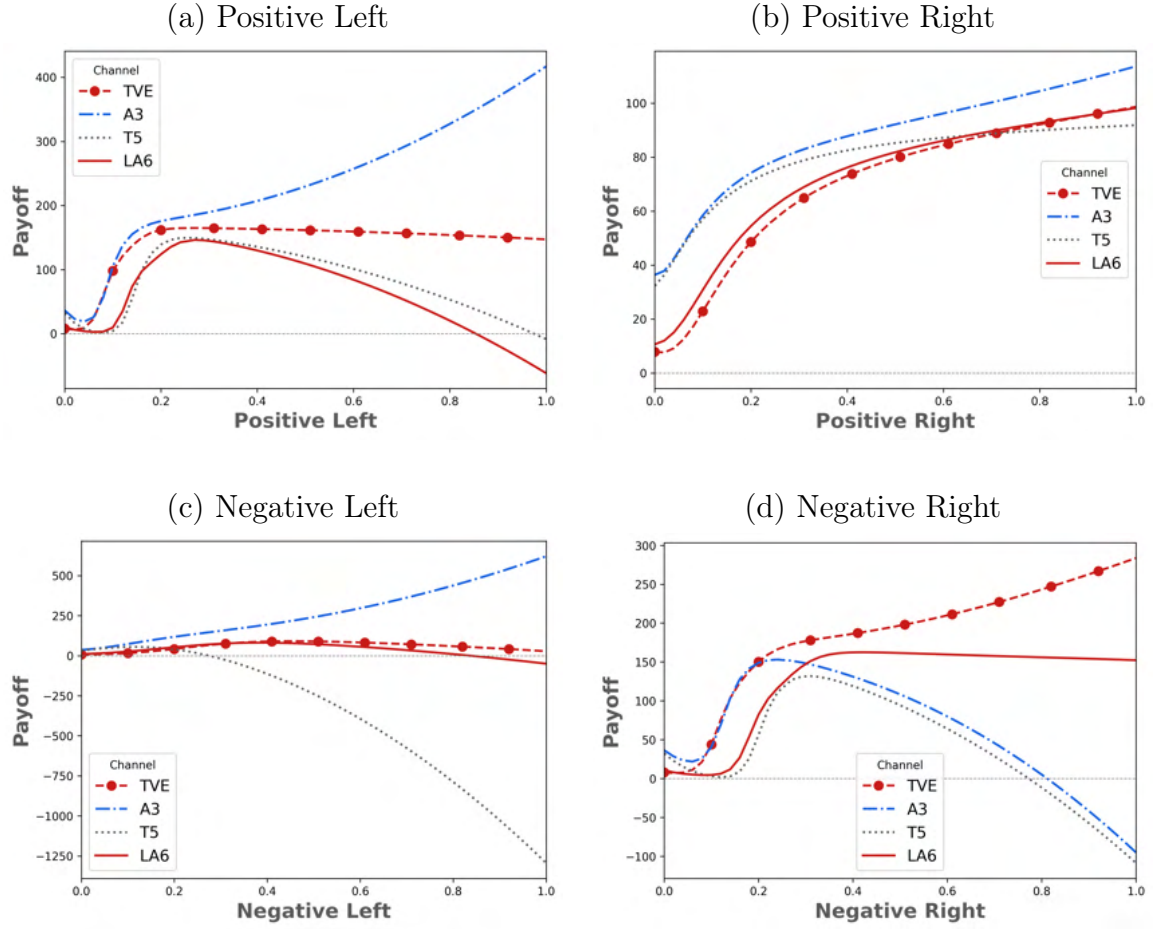 (a) Positive Left
Payoff
400
300
200
100
0
Channel
TVE
A3
T5
LA6
0.0 0.2 0.4 0.6 0.8 1.0
Positive Left
(b) Positive Right
Payoff
100
80
60
40
20
0
Channel
TVE
A3
T5
LA6
0.0 0.2 0.4 0.6 0.8 1.0
Positive Right
(c) Negative Left
Payoff
500
250
0
−250
−500
−750
−1000
−1250
Channel
TVE
A3
T5
LA6
0.0 0.2 0.4 0.6 0.8 1.0
Negative Left
(d) Negative Right
Payoff
300
250
200
150
100
50
0
−50
−100
Channel
TVE
A3
T5
LA6
0.0 0.2 0.4 0.6 0.8 1.0
Negative Right